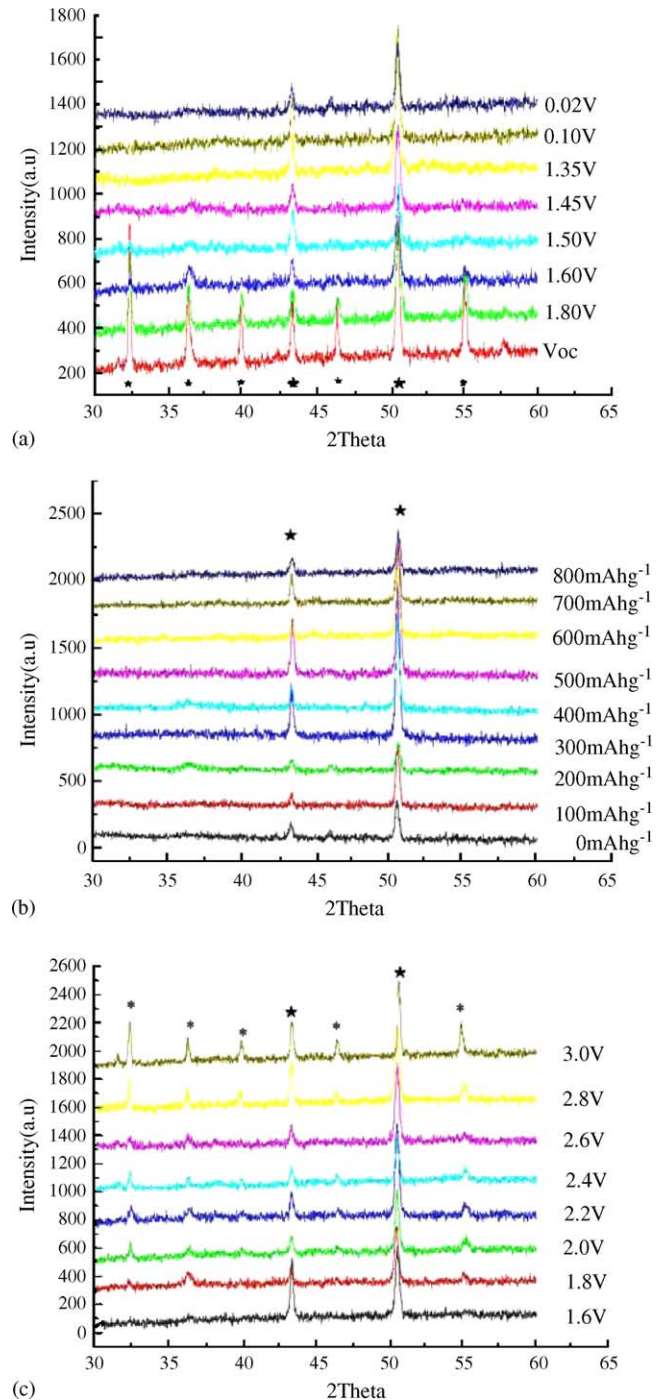 1800
1600
1400
1200
1000
800
600
400
200
Intensity(a.u)
0.02V
0.10V
1.35V
1.45V
1.50V
1.60V
1.80V
Voc
30 35 40 45 50 55 60 65
2Theta
(a)
2500
2000
1500
1000
500
0
Intensity(a.u)
800mAhg-1
700mAhg-1
600mAhg-1
500mAhg-1
400mAhg-1
300mAhg-1
200mAhg-1
100mAhg-1
0mAhg-1
30 35 40 45 50 55 60 65
2Theta
(b)
2600
2400
2200
2000
1800
1600
1400
1200
1000
800
600
400
200
0
Intensity(a.u)
3.0V
2.8V
2.6V
2.4V
2.2V
2.0V
1.8V
1.6V
30 35 40 45 50 55 60 65
2Theta
(c)